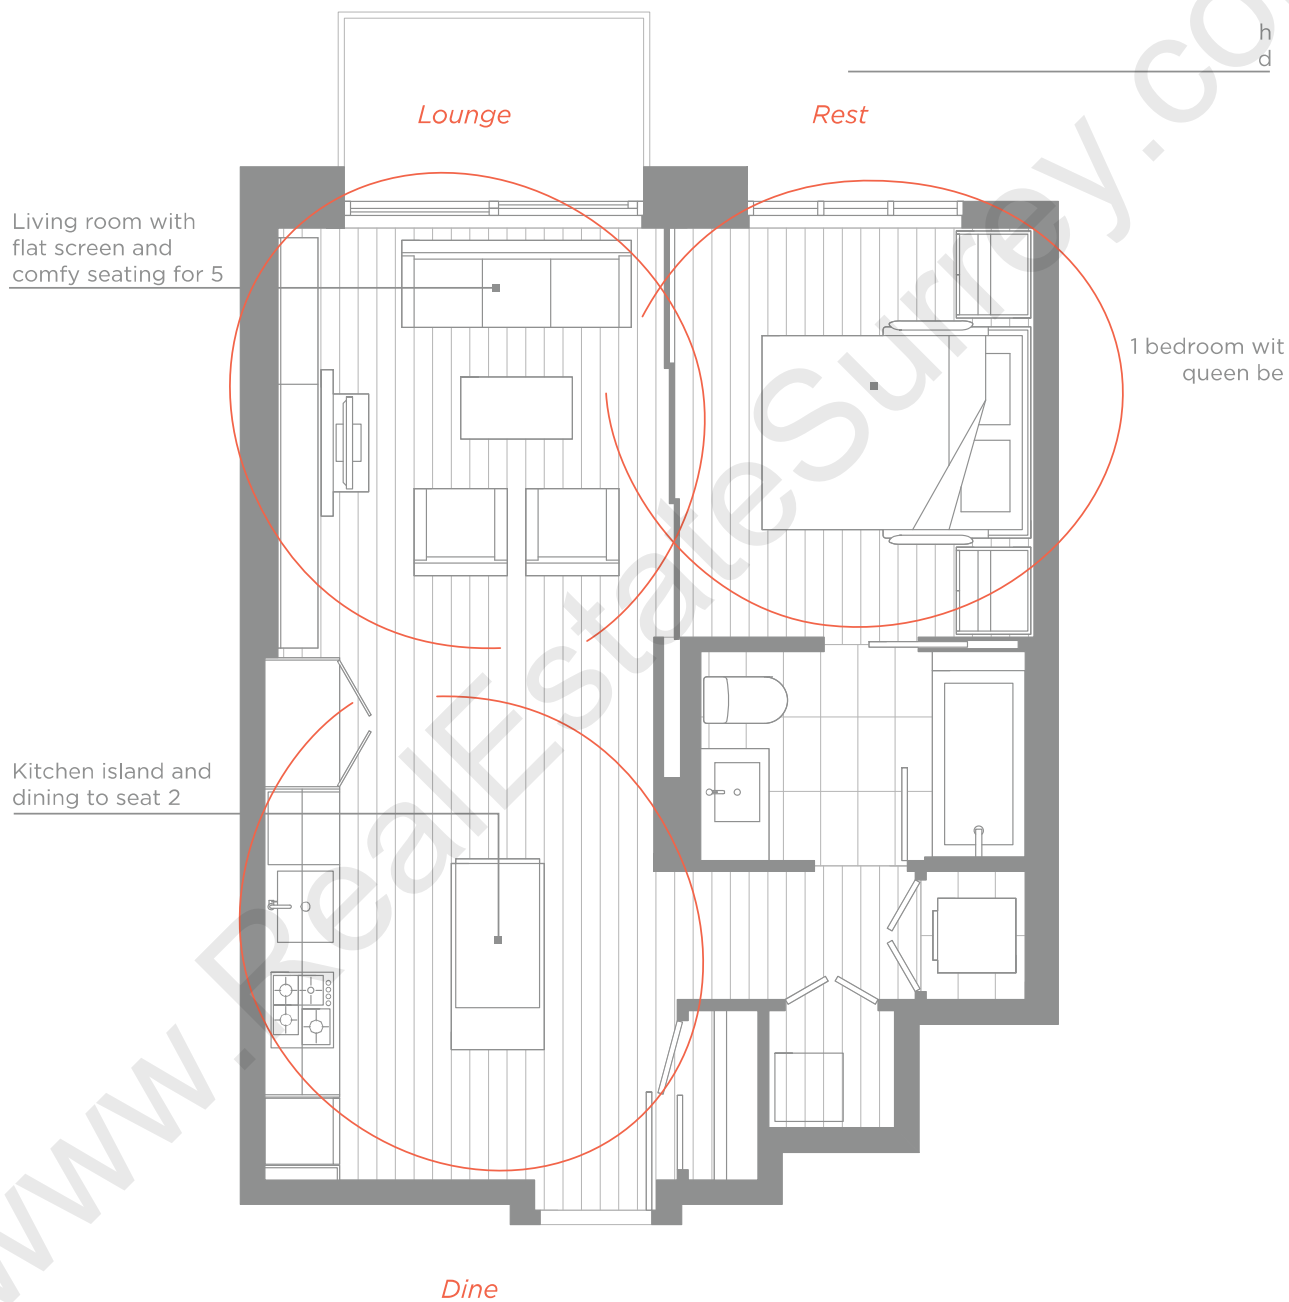 h
d
Lounge
Rest
Living room with
flat screen and
comfy seating for 5
1 bedroom wit
queen be
Kitchen island and
dining to seat 2
Dine
www.RealEstateSurrey.co